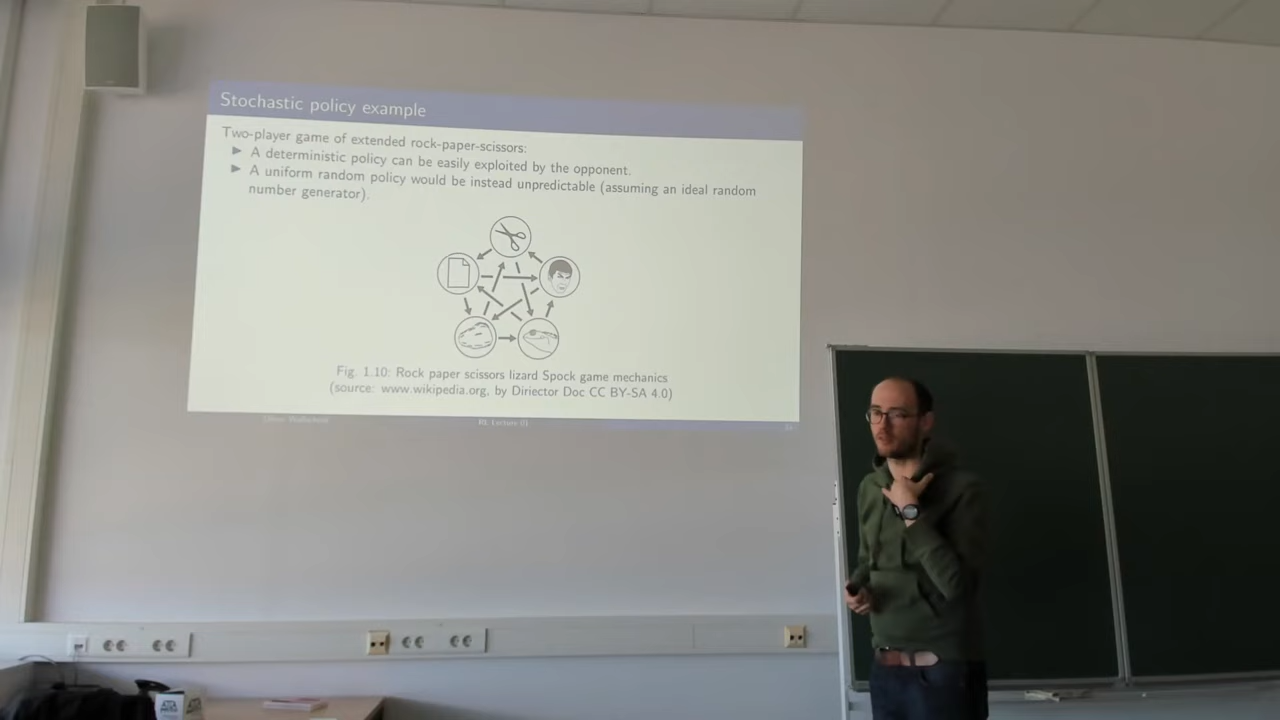 Stochastic policy example
Two-player game of extended rock-paper-scissors:
A deterministic policy can be easily exploited by the opponent.
A uniform random policy would be instead unpredictable (assuming an ideal random
number generator).
Fig. 1.10: Rock paper scissors lizard Spock game mechanics
(source: www.wikipedia.org, by Diriector Doc CC BY-SA 4.0)
RL Lecture 01